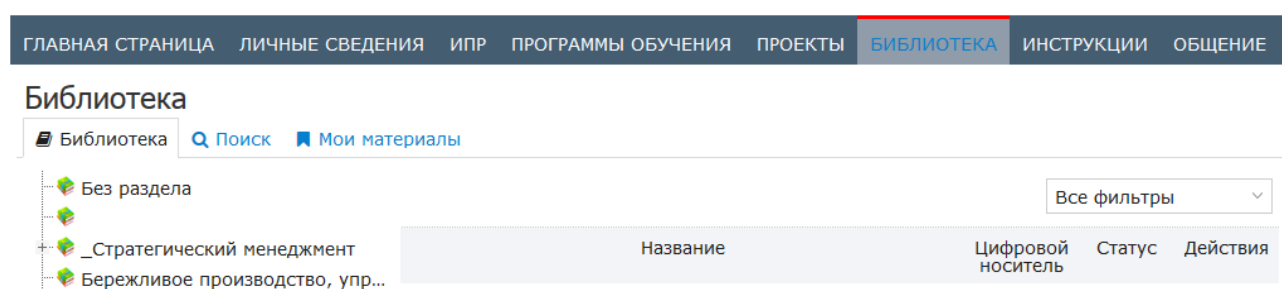 ГЛАВНАЯ СТРАНИЦА ЛИЧНЫЕ СВЕДЕНИЯ ИПР ПРОГРАММЫ ОБУЧЕНИЯ ПРОЕКТЫ БИБЛИОТЕКА ИНСТРУКЦИИ ОБЩЕНИЕ
Библиотека
Библиотека Поиск Мои материалы
Без раздела
Все фильтры
_Стратегический менеджмент
Название Цифровой носитель Статус Действия
Бережливое производство, упр...